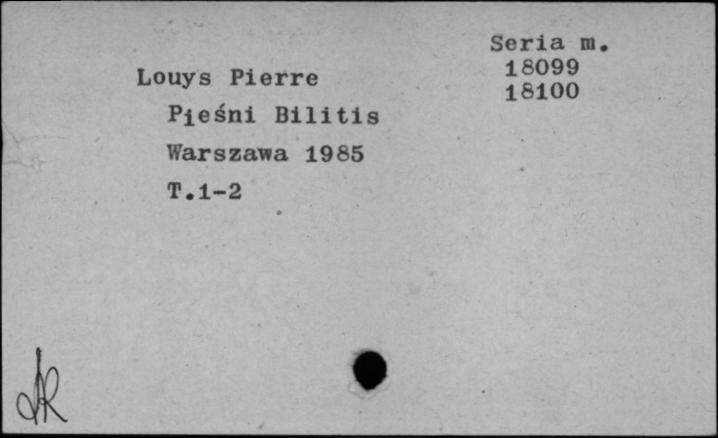 Seria m.
18099
18100
Louys Pierre
Pieśni Bilitis
Warszawa 1985
T.1-2